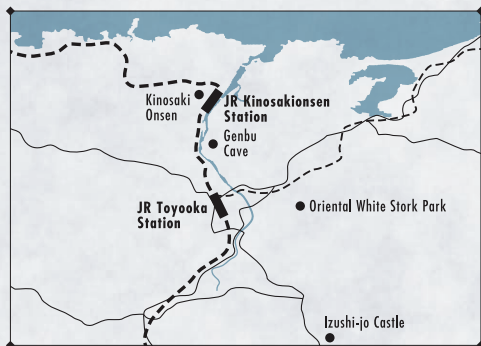 Kinosaki
Onsen
JR Kinosakionsen
Station
Genbu
Cave
JR Toyooka
Station
Oriental White Stork Park
Izushi-jo Castle